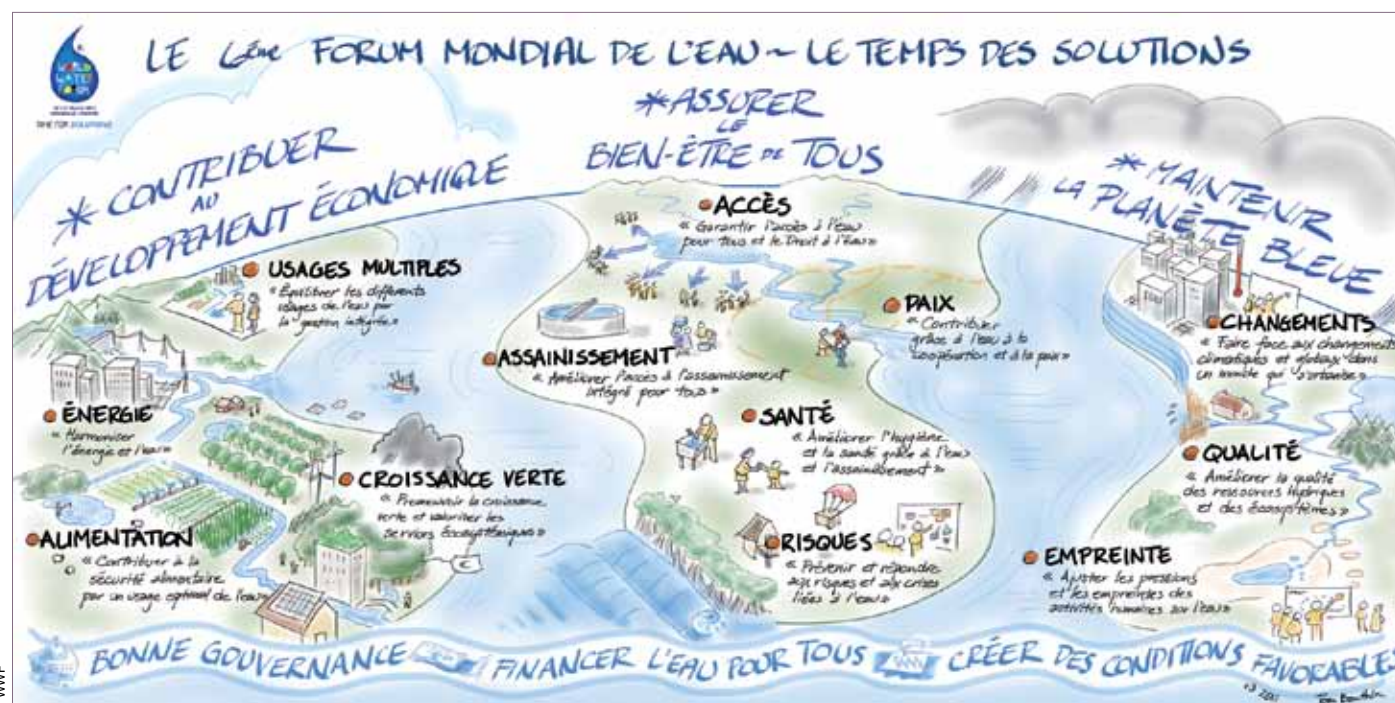 LE 6ème FORUM MONDIAL DE L'EAU ~ LE TEMPS DES SOLUTIONS
WORLD
WATER
FORUM
TIME FOR SOLUTIONS
* CONTRIBUER
AU
DÉVELOPPEMENT ÉCONOMIQUE
USAGES MULTIPLES
« Équilibrer les différents
usages de l'eau par
la gestion intégrée »
ÉNERGIE
« Harmoniser
l'énergie et l'eau »
CROISSANCE VERTE
« Promouvoir la croissance
verte et valoriser les
services écosystémiques »
€
ALIMENTATION
« Contribuer à la
sécurité alimentaire
par un usage optimal de l'eau »
* ASSURER
LE
BIEN-ÊTRE DE TOUS
ACCÈS
« Garantir l'accès à l'eau
pour tous et le Droit à l'eau »
PAIX
« Contribuer
grâce à l'eau à la
coopération et à la paix »
ASSAINISSEMENT
« Améliorer l'accès à l'assainissement
intégré pour tous »
SANTÉ
« Améliorer l'hygiène
et la santé grâce à l'eau
et l'assainissement »
RISQUES
« Prévenir et répondre
aux risques et aux crises
liées à l'eau »
* MAINTENIR
LA PLANÈTE BLEUE
CHANGEMENTS
« Faire face aux changements
climatiques et globaux dans
un monde qui s'urbanise »
QUALITÉ
« Améliorer la qualité
des ressources hydriques
et des écosystèmes »
EMPREINTE
« Ajuster les pressions
et les empreintes des
activités humaines sur l'eau »
BONNE GOUVERNANCE
FINANCER L'EAU POUR TOUS
CRÉER DES CONDITIONS FAVORABLES
WWF